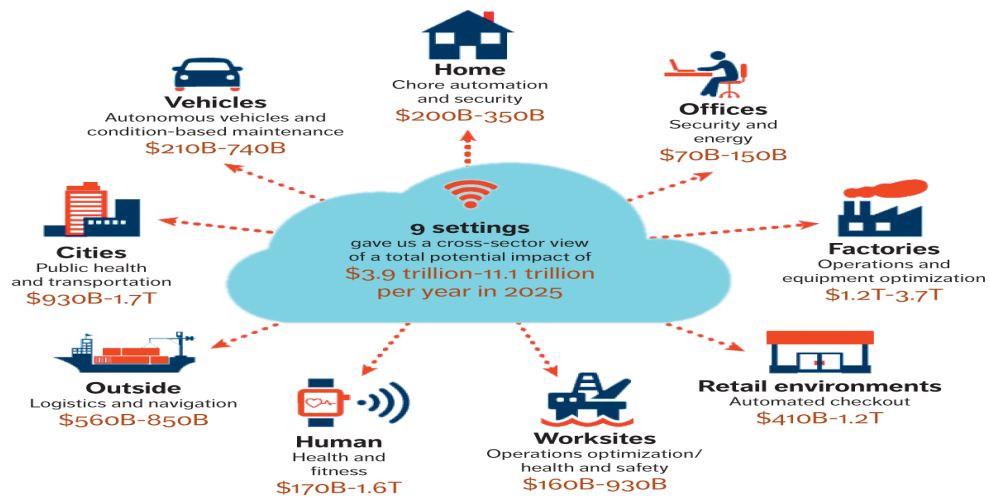 Home
Chore automation
and security
$200B-350B
Vehicles
Autonomous vehicles and
condition-based maintenance
$210B-740B
Offices
Security and
energy
$70B-150B
Cities
Public health
and transportation
$930B-1.7T
9 settings
gave us a cross-sector view
of a total potential impact of
$3.9 trillion-11.1 trillion
per year in 2025
Factories
Operations and
equipment optimization
$1.2T-3.7T
Outside
Logistics and navigation
$560B-850B
Human
Health and
fitness
$170B-1.6T
Worksites
Operations optimization/
health and safety
$160B-930B
Retail environments
Automated checkout
$410B-1.2T